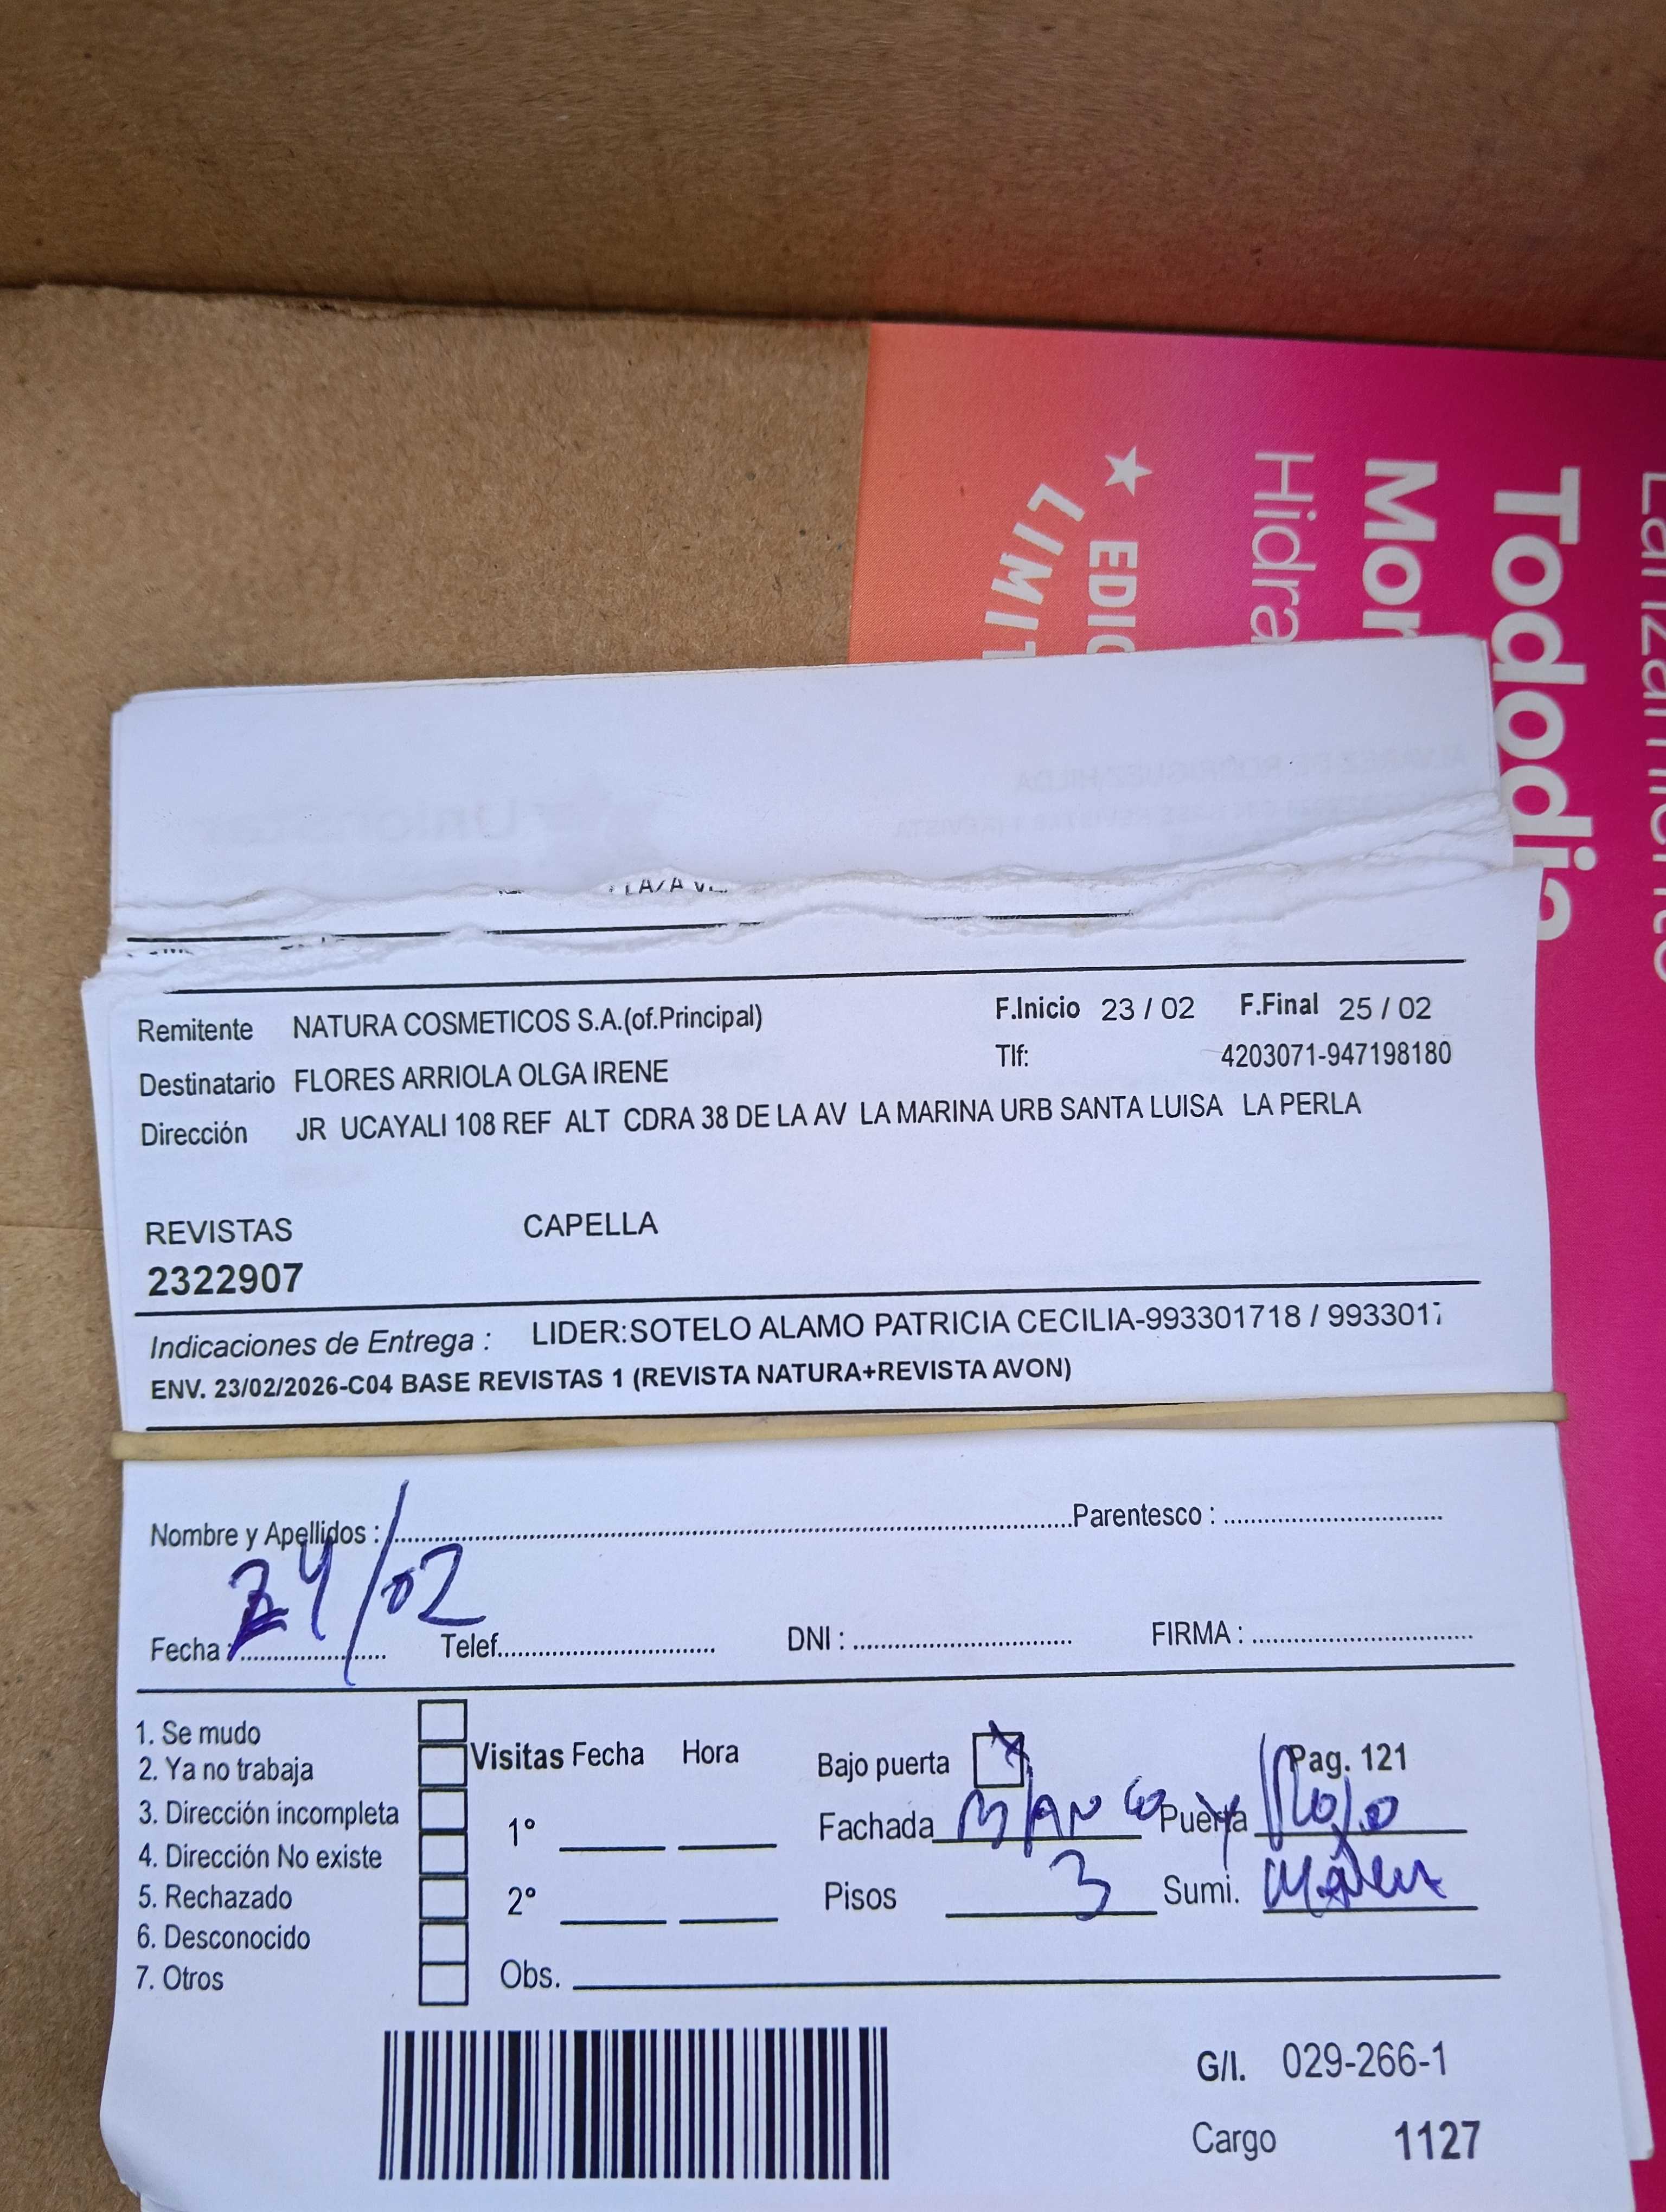 Lanzamiento
Tododia
Mor
Hidra
★ EDIC
LIMIT
Remitente NATURA COSMETICOS S.A.(of.Principal) F.Inicio 23 / 02 F.Final 25 / 02
Destinatario FLORES ARRIOLA OLGA IRENE Tlf: 4203071-947198180
Dirección JR UCAYALI 108 REF ALT CDRA 38 DE LA AV LA MARINA URB SANTA LUISA LA PERLA
REVISTAS CAPELLA
2322907
Indicaciones de Entrega : LIDER:SOTELO ALAMO PATRICIA CECILIA-993301718 / 993301
ENV. 23/02/2026-C04 BASE REVISTAS 1 (REVISTA NATURA+REVISTA AVON)
Nombre y Apellidos : Parentesco :
24/02
Fecha : Telef. DNI : FIRMA :
1. Se mudo
2. Ya no trabaja
3. Dirección incompleta
4. Dirección No existe
5. Rechazado
6. Desconocido
7. Otros
Visitas Fecha Hora
1°
2°
Obs.
Bajo puerta X Pag. 121
Fachada Blanco y Rojo Puerta
Pisos 3 Sumi.
G/I. 029-266-1
Cargo 1127